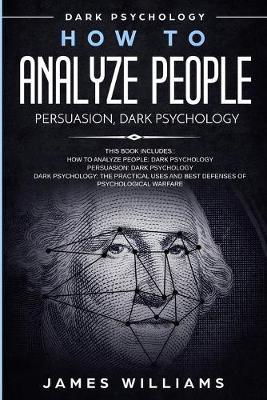 DARK PSYCHOLOGY
HOW TO
ANALYZE PEOPLE
PERSUASION, DARK PSYCHOLOGY
THIS BOOK INCLUDES:
HOW TO ANALYZE PEOPLE: DARK PSYCHOLOGY
PERSUASION: DARK PSYCHOLOGY
DARK PSYCHOLOGY: THE PRACTICAL USES AND BEST DEFENSES OF
PSYCHOLOGICAL WARFARE
JAMES WILLIAMS